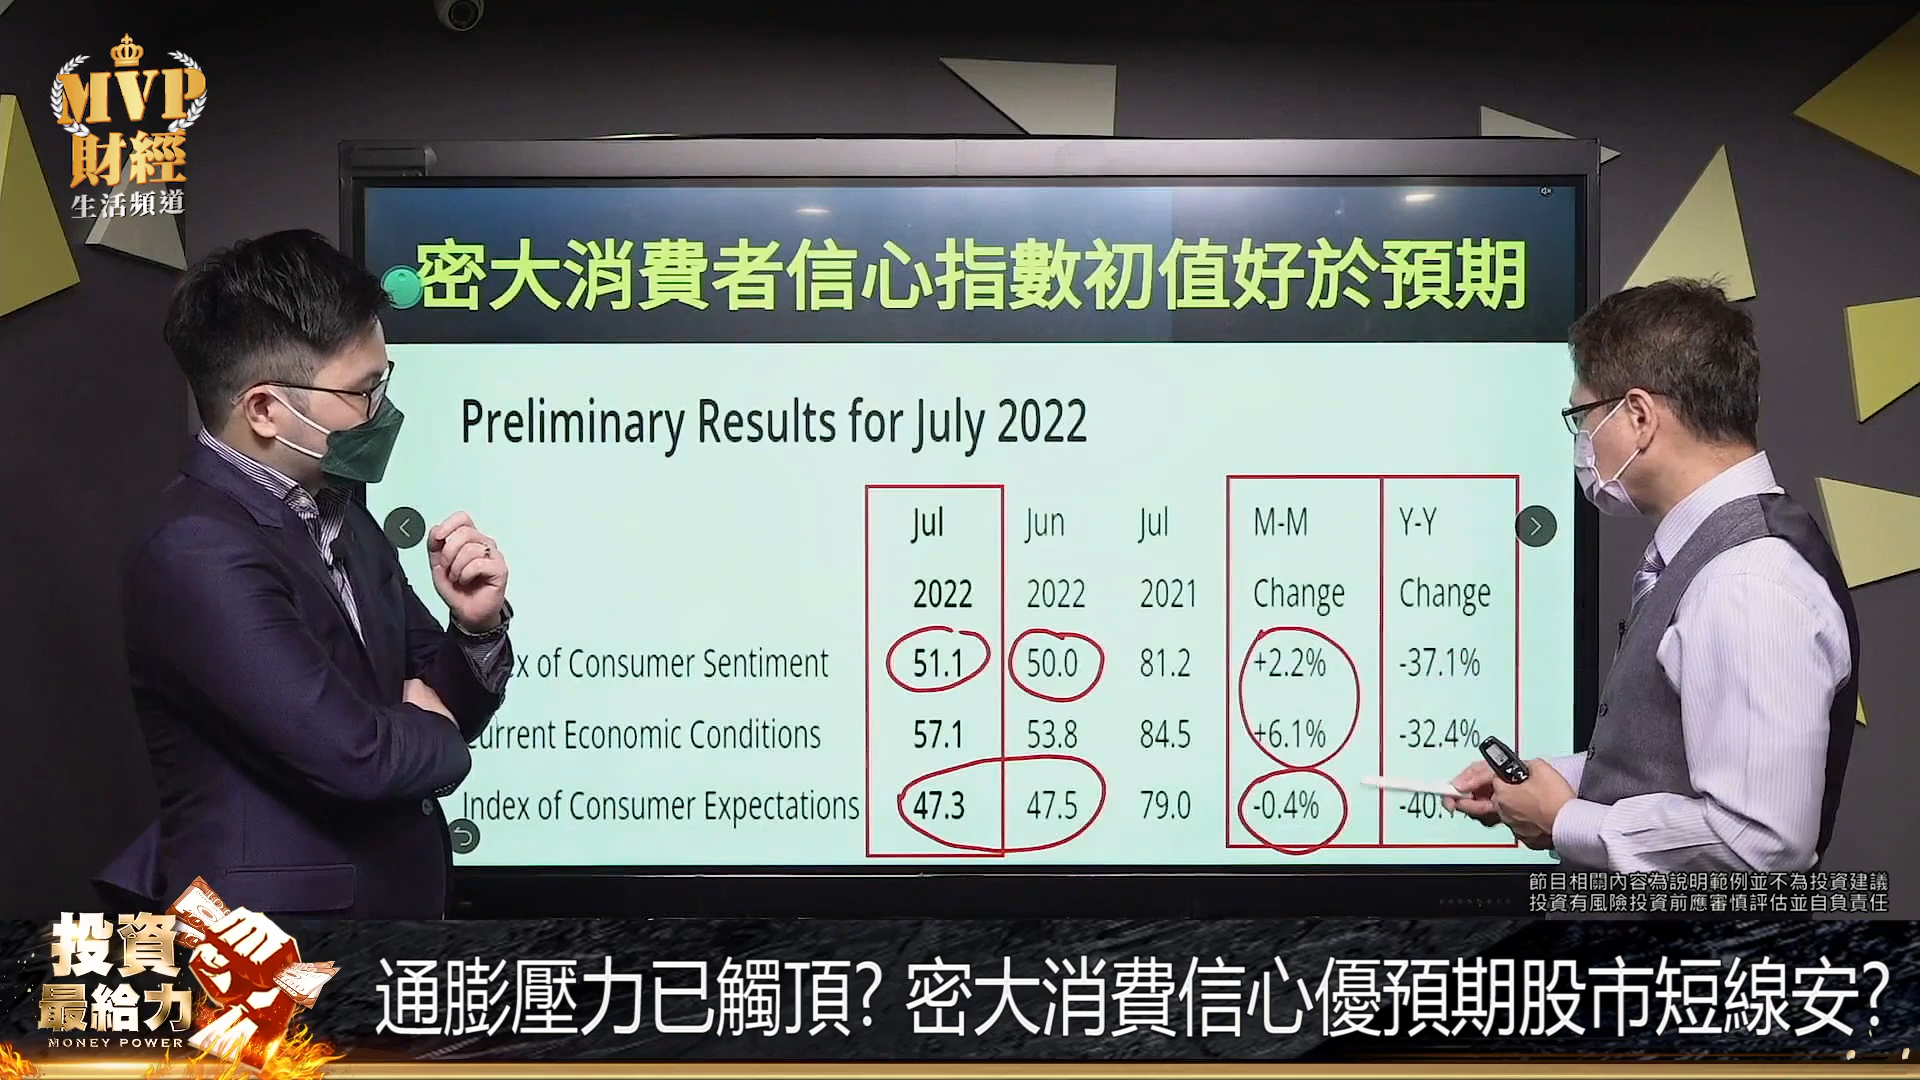 MVP
財經
生活頻道
密大消費者信心指數初值好於預期
Preliminary Results for July 2022
Jul Jun Jul M-M Y-Y
2022 2022 2021 Change Change
x of Consumer Sentiment 51.1 50.0 81.2 +2.2% -37.1%
Current Economic Conditions 57.1 53.8 84.5 +6.1% -32.4%
Index of Consumer Expectations 47.3 47.5 79.0 -0.4% -40.
節目相關內容為說明範例並不為投資建議
投資有風險投資前應審慎評估並自負責任
投資
最給力
MONEY POWER
通膨壓力已觸頂? 密大消費信心優預期股市短線安?